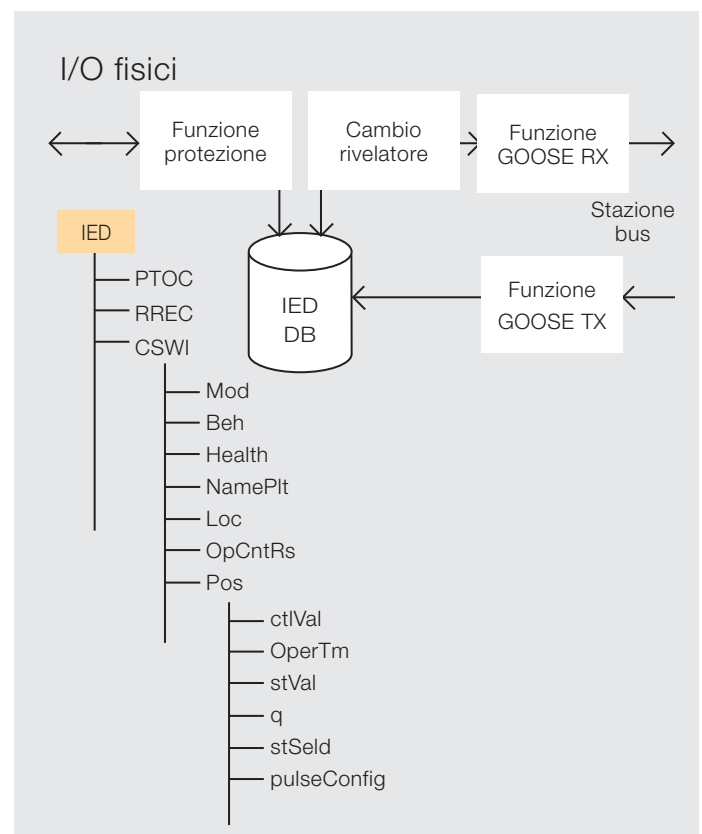 I/O fisici
Funzione
protezione
Cambio
rivelatore
Funzione
GOOSE RX
Stazione
bus
IED
IED
DB
Funzione
GOOSE TX
PTOC
RREC
CSWI
Mod
Beh
Health
NamePlt
Loc
OpCntRs
Pos
ctlVal
OperTm
stVal
q
stSeld
pulseConfig